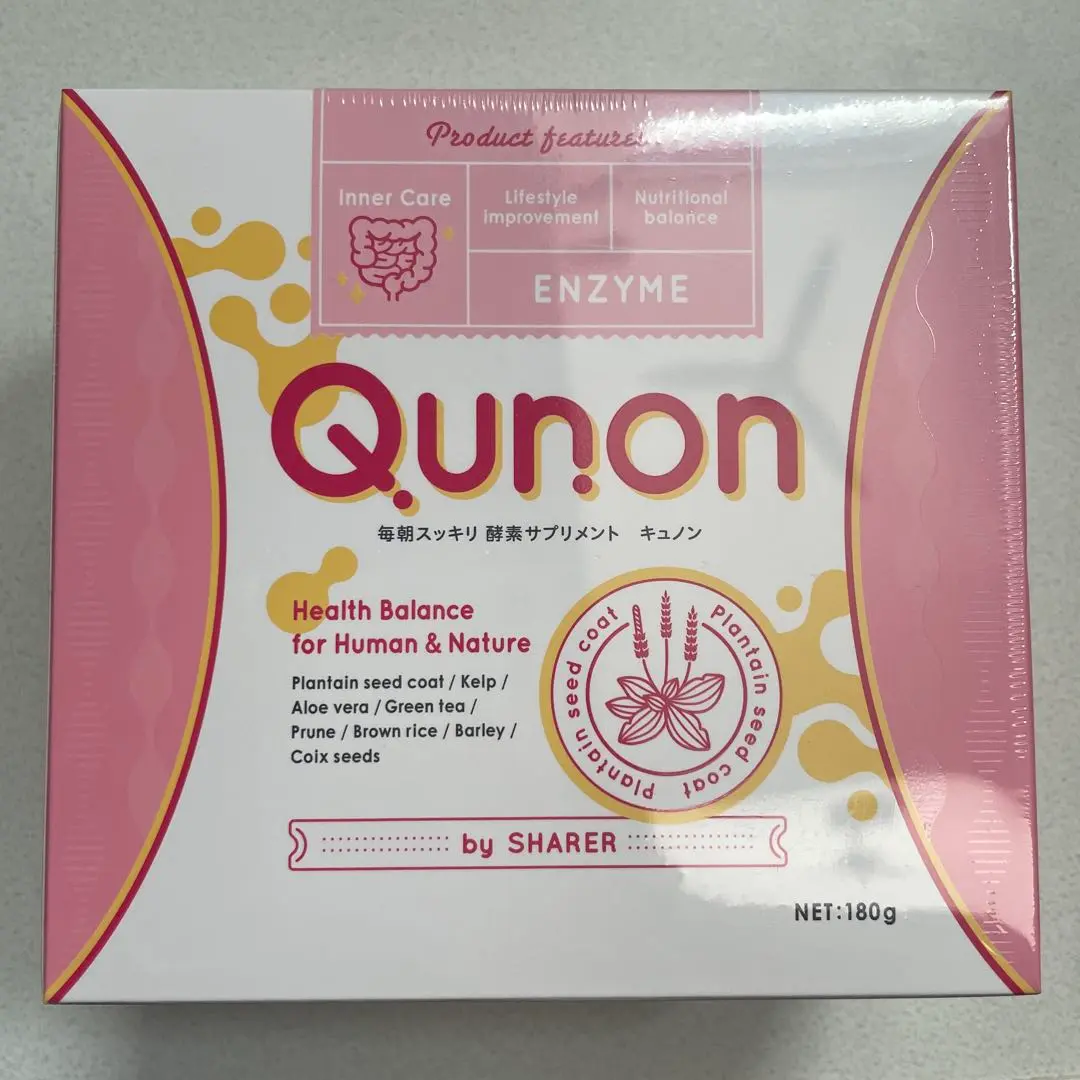 Product features
Inner Care
Lifestyle
improvement
Nutritional
balance
ENZYME
Qunon
毎朝スッキリ 酵素サプリメント キュノン
Health Balance
for Human & Nature
Plantain seed coat / Kelp /
Aloe vera / Green tea /
Prune / Brown rice / Barley /
Coix seeds
Plantain seed coat Plantain seed coat
by SHARER
NET:180g